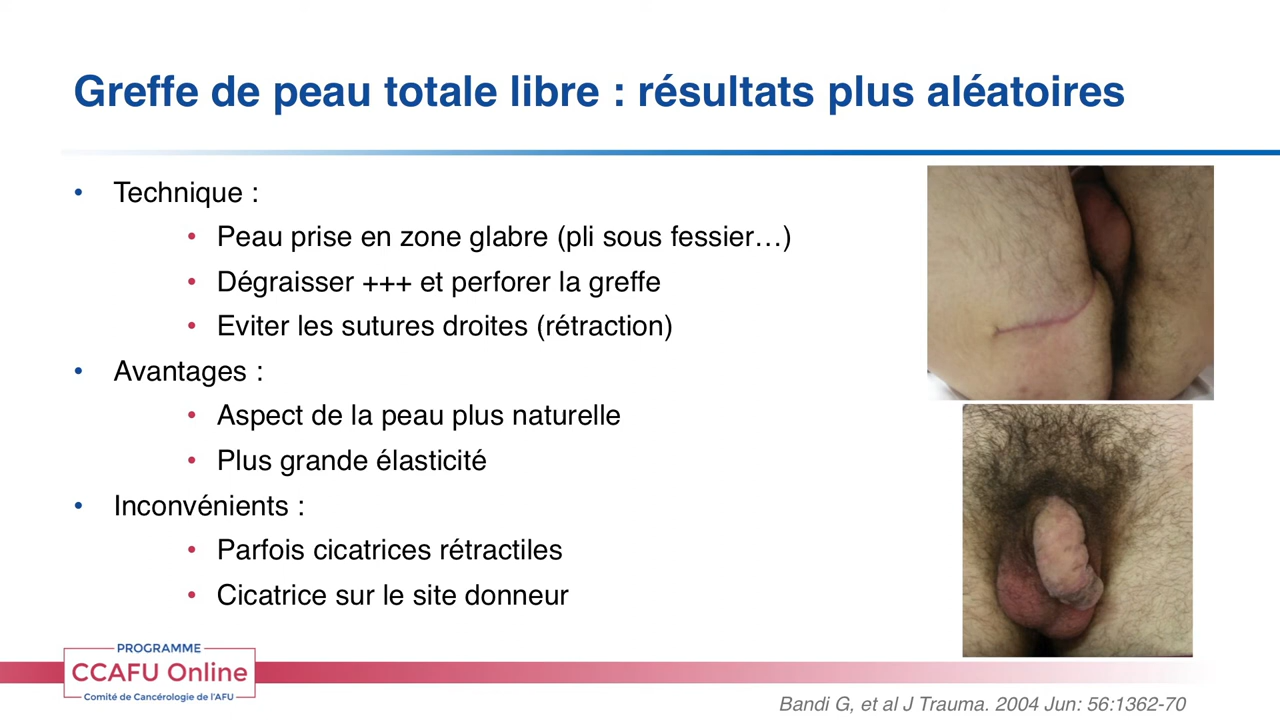 Greffe de peau totale libre : résultats plus aléatoires
• Technique :
• Peau prise en zone glabre (pli sous fessier…)
• Dégraisser +++ et perforer la greffe
• Eviter les sutures droites (rétraction)
• Avantages :
• Aspect de la peau plus naturelle
• Plus grande élasticité
• Inconvénients :
• Parfois cicatrices rétractiles
• Cicatrice sur le site donneur
PROGRAMME
CCAFU Online
Comité de Cancérologie de l'AFU
Bandi G, et al J Trauma. 2004 Jun: 56:1362-70